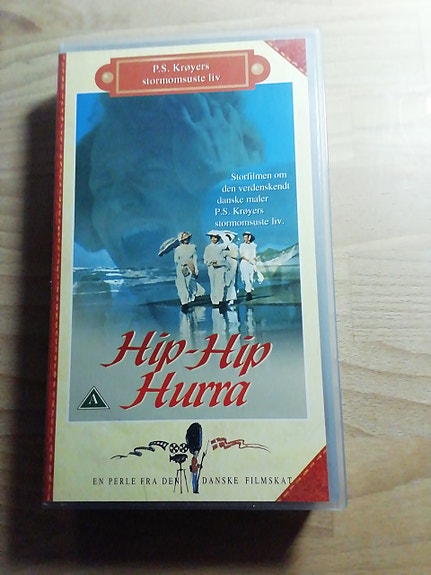 P.S. Krøyers
stormomsuste liv
Storfilmen om
den verdenskendt
danske maler
P.S. Krøyers
stormomsuste liv.
Hip-Hip
Hurra
A
EN PERLE FRA DEN DANSKE FILMSKAT